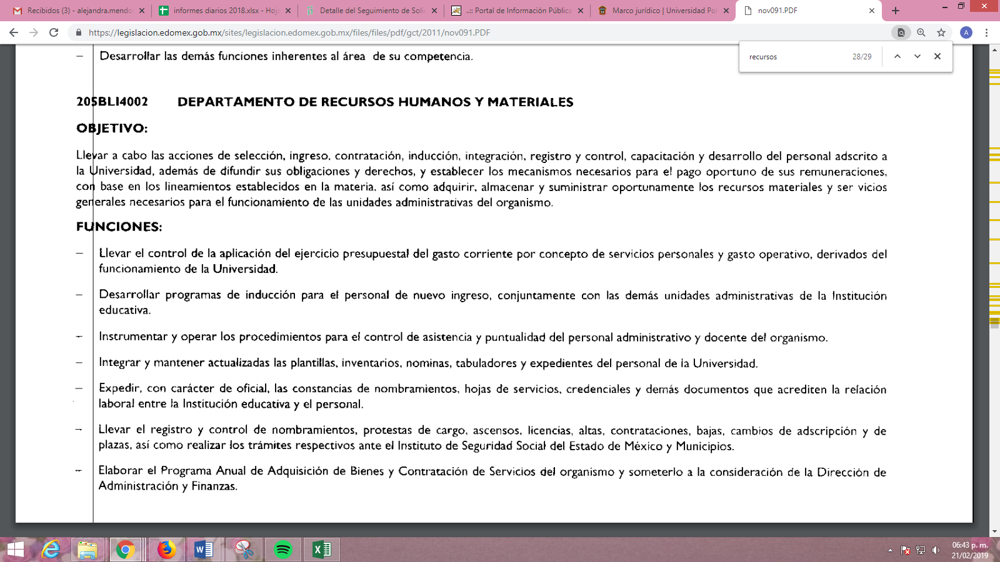 Recibidos (3) - alejandra.mendo
informes diarios 2018.xlsx - Hoja
Detalle del Seguimiento de Solic
..:: Portal de Información Pública
Marco jurídico | Universidad Pol
nov091.PDF
https://legislacion.edomex.gob.mx/sites/legislacion.edomex.gob.mx/files/files/pdf/gct/2011/nov091.PDF
A
recursos 28/29
– Desarrollar las demás funciones inherentes al área de su competencia.
205BLI4002 DEPARTAMENTO DE RECURSOS HUMANOS Y MATERIALES
OBJETIVO:
Llevar a cabo las acciones de selección, ingreso, contratación, inducción, integración, registro y control, capacitación y desarrollo del personal adscrito a
la Universidad, además de difundir sus obligaciones y derechos, y establecer los mecanismos necesarios para el pago oportuno de sus remuneraciones,
con base en los lineamientos establecidos en la materia, así como adquirir, almacenar y suministrar oportunamente los recursos materiales y ser vicios
generales necesarios para el funcionamiento de las unidades administrativas del organismo.
FUNCIONES:
– Llevar el control de la aplicación del ejercicio presupuestal del gasto corriente por concepto de servicios personales y gasto operativo, derivados del
funcionamiento de la Universidad.
– Desarrollar programas de inducción para el personal de nuevo ingreso, conjuntamente con las demás unidades administrativas de la Institución
educativa.
– Instrumentar y operar los procedimientos para el control de asistencia y puntualidad del personal administrativo y docente del organismo.
– Integrar y mantener actualizadas las plantillas, inventarios, nominas, tabuladores y expedientes del personal de la Universidad.
– Expedir, con carácter de oficial, las constancias de nombramientos, hojas de servicios, credenciales y demás documentos que acrediten la relación
laboral entre la Institución educativa y el personal.
– Llevar el registro y control de nombramientos, protestas de cargo, ascensos, licencias, altas, contrataciones, bajas, cambios de adscripción y de
plazas, así como realizar los trámites respectivos ante el Instituto de Seguridad Social del Estado de México y Municipios.
– Elaborar el Programa Anual de Adquisición de Bienes y Contratación de Servicios del organismo y someterlo a la consideración de la Dirección de
Administración y Finanzas.
06:43 p. m.
21/02/2019